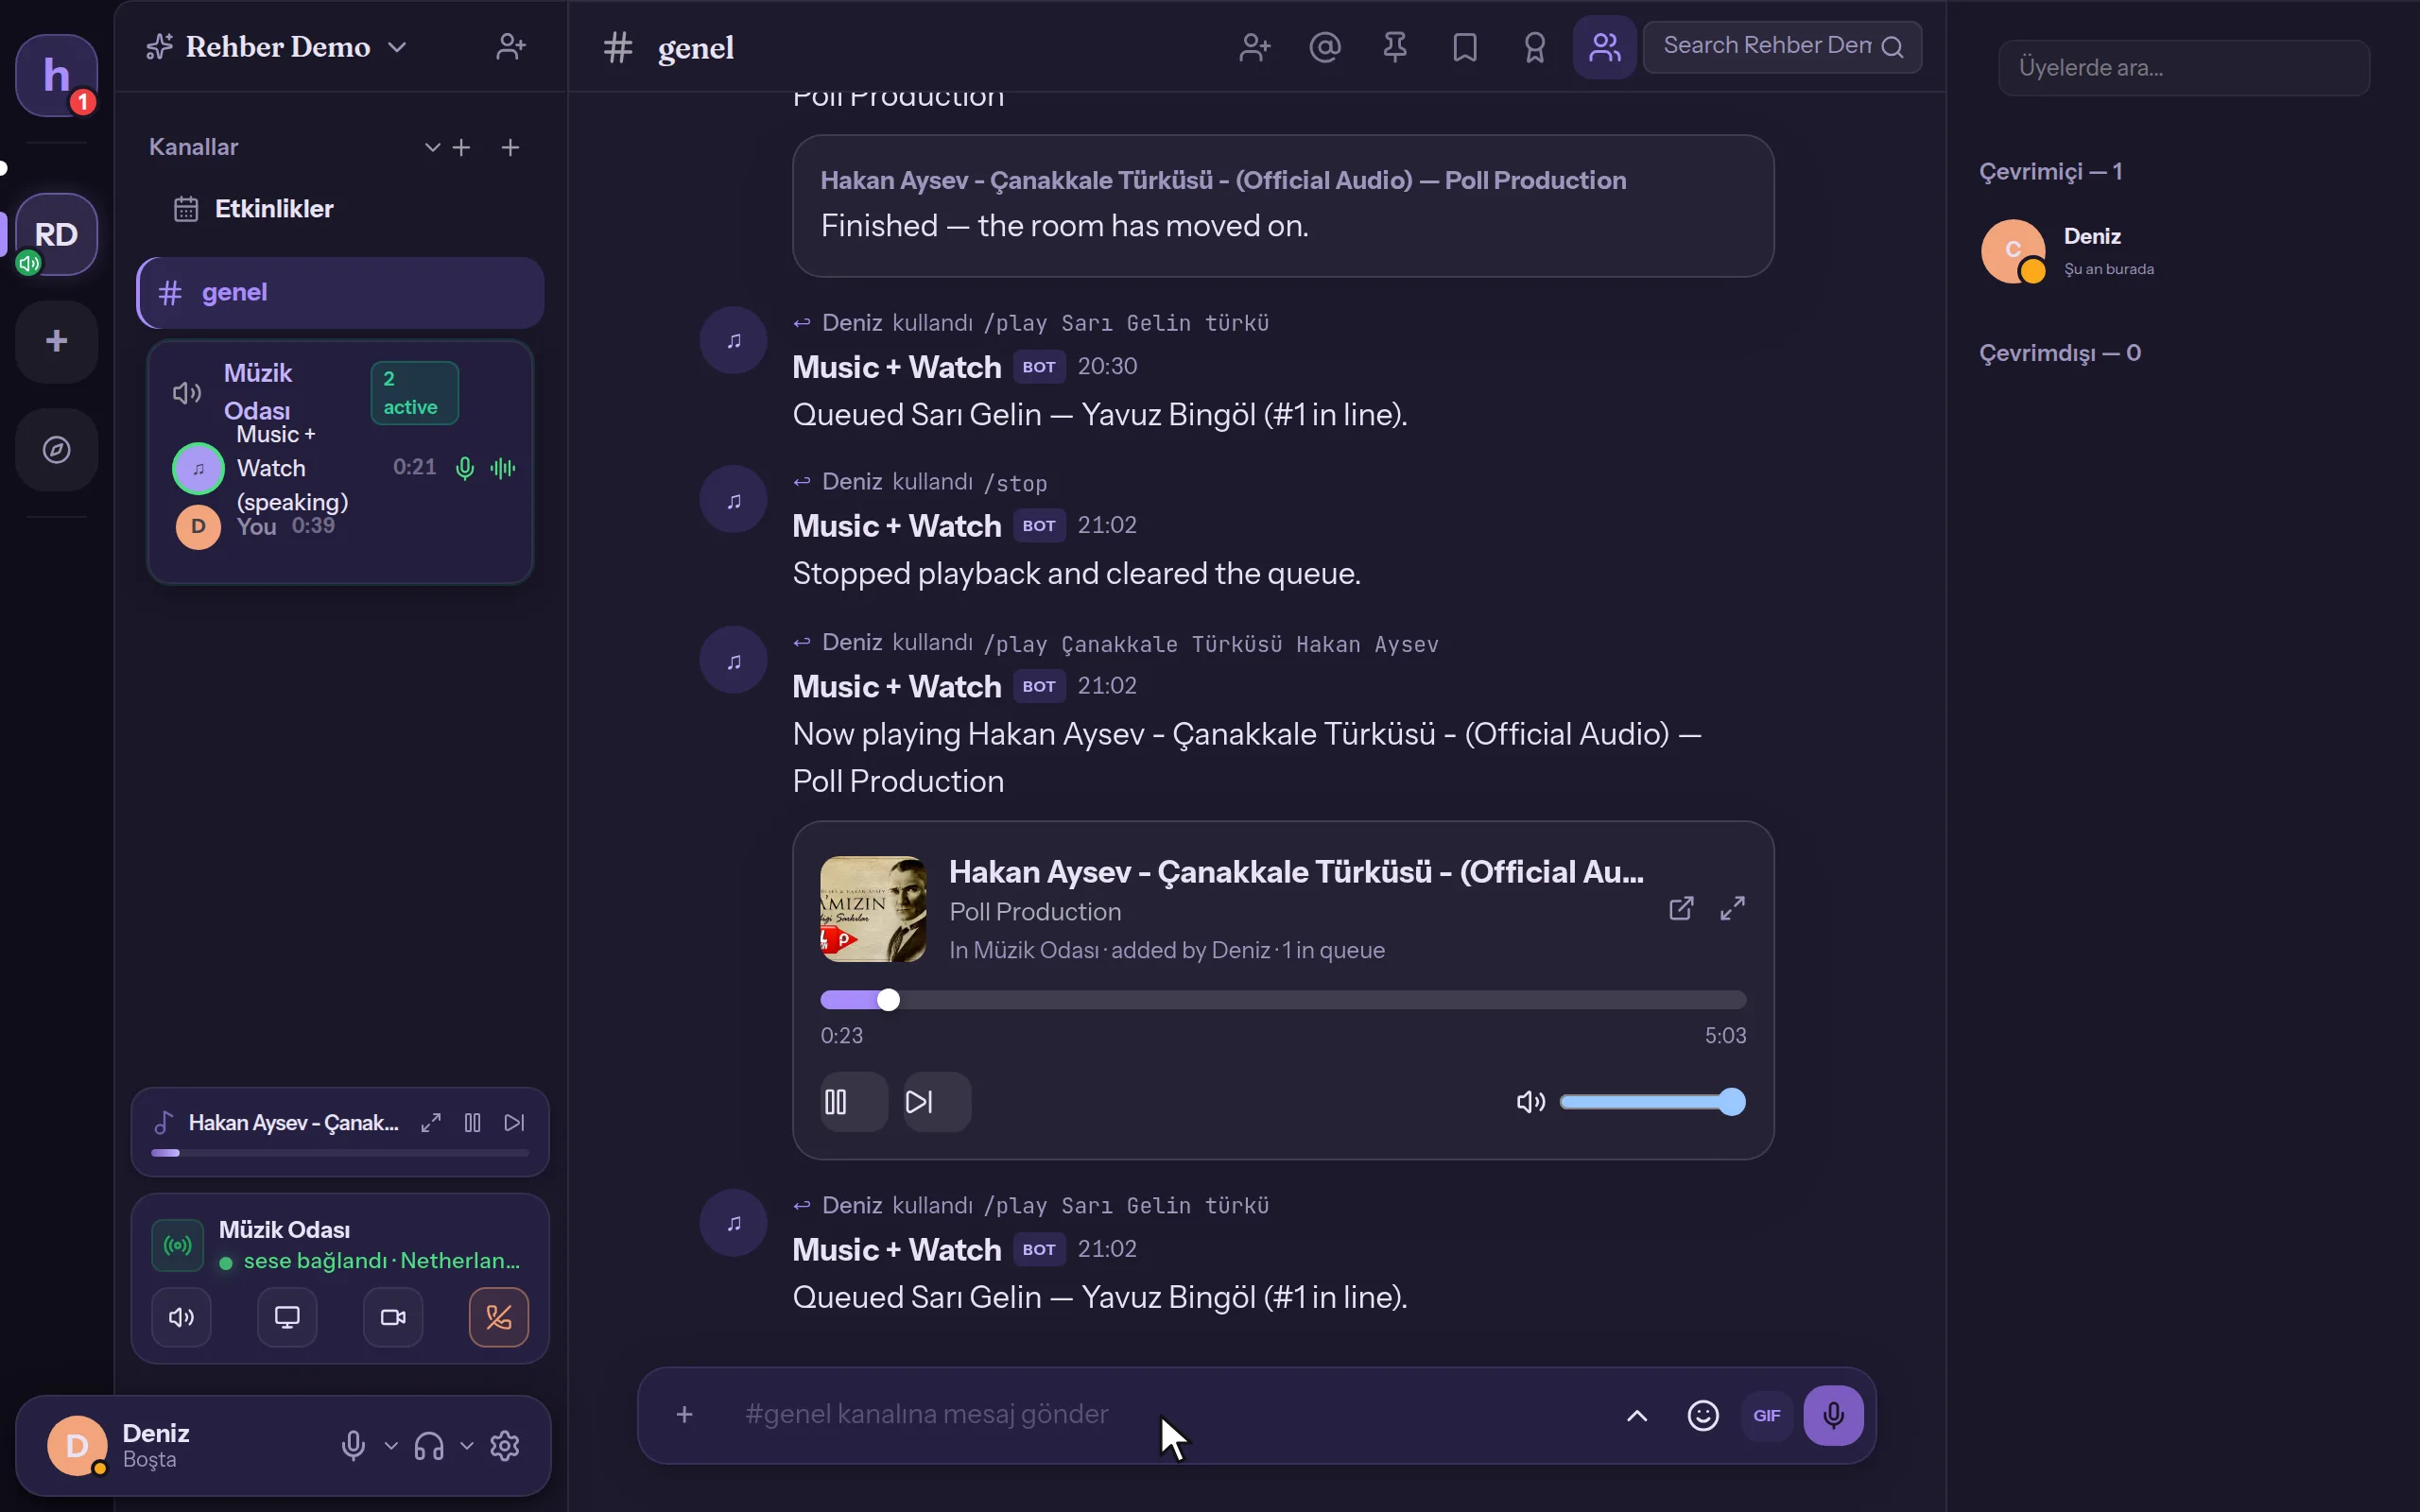 h
1
RD
Rehber Demo
Kanallar
Etkinlikler
genel
Müzik
Odası
2
active
Music +
Watch
(speaking)
0:21
D
You 0:39
Hakan Aysev - Çanak...
Müzik Odası
sese bağlandı · Netherlan...
D
Deniz
Boşta
# genel
Search Rehber Dem
Poll Production
Hakan Aysev - Çanakkale Türküsü - (Official Audio) — Poll Production
Finished — the room has moved on.
Deniz kullandı /play Sarı Gelin türkü
Music + Watch BOT 20:30
Queued Sarı Gelin — Yavuz Bingöl (#1 in line).
Deniz kullandı /stop
Music + Watch BOT 21:02
Stopped playback and cleared the queue.
Deniz kullandı /play Çanakkale Türküsü Hakan Aysev
Music + Watch BOT 21:02
Now playing Hakan Aysev - Çanakkale Türküsü - (Official Audio) —
Poll Production
A'MIZIN
Hakan Aysev - Çanakkale Türküsü - (Official Au...
Poll Production
In Müzik Odası · added by Deniz · 1 in queue
0:23
5:03
Deniz kullandı /play Sarı Gelin türkü
Music + Watch BOT 21:02
Queued Sarı Gelin — Yavuz Bingöl (#1 in line).
#genel kanalına mesaj gönder
GIF
Üyelerde ara...
Çevrimiçi — 1
C
Deniz
Şu an burada
Çevrimdışı — 0